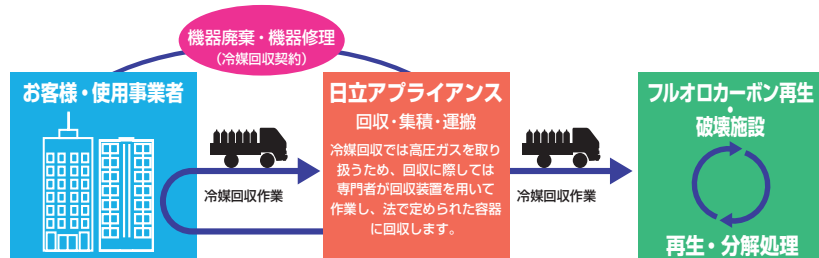 機器廃棄・機器修理
（冷媒回収契約）
お客様・使用事業者
冷媒回収作業
日立アプライアンス
回収・集積・運搬
冷媒回収では高圧ガスを取り
扱うため、回収に際しては
専門者が回収装置を用いて
作業し、法で定められた容器
に回収します。
冷媒回収作業
フルオロカーボン再生
・
破壊施設
再生・分解処理